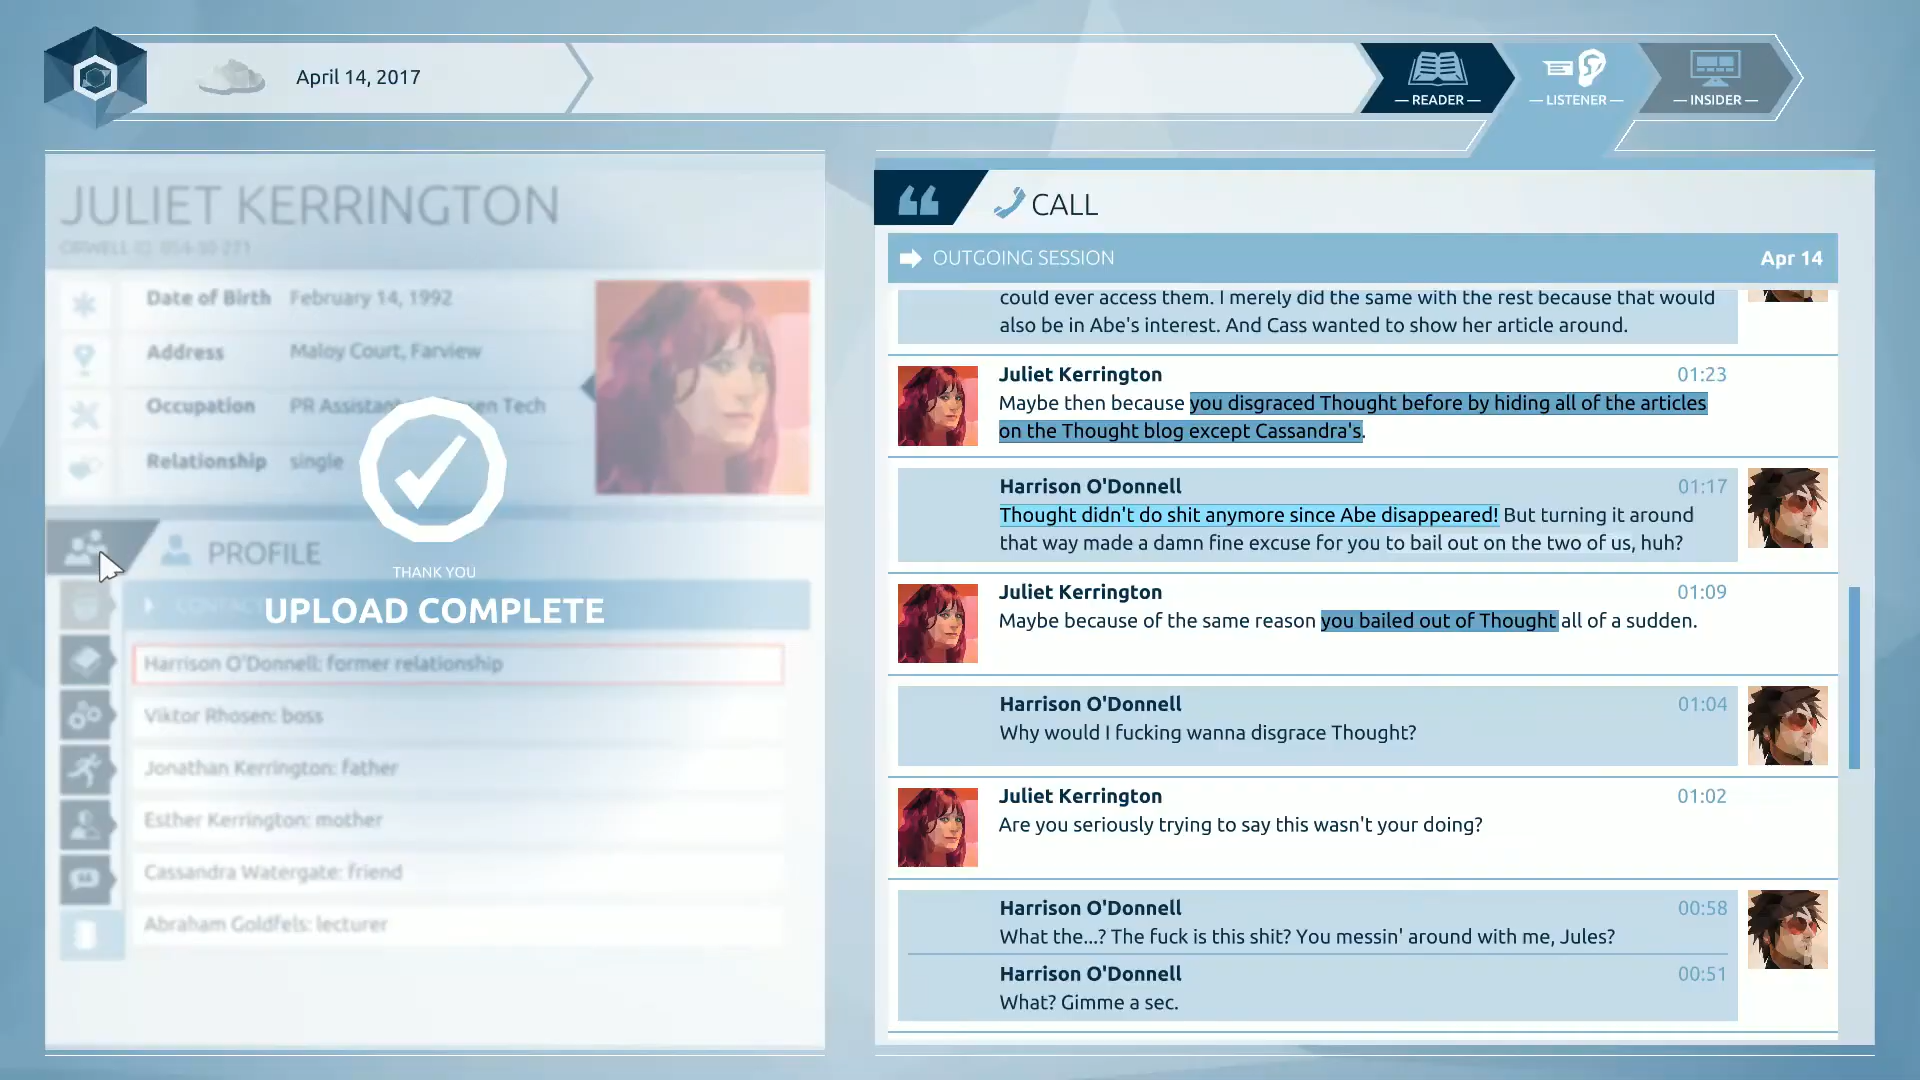 April 14, 2017
READER
LISTENER
INSIDER
JULIET KERRINGTON
ORWELL ID
Date of Birth February 14, 1992
Address Maloy Court, Farview
Occupation PR Assistant Rhosen Tech
Relationship single
PROFILE
THANK YOU
UPLOAD COMPLETE
Harrison O'Donnell: former relationship
Viktor Rhosen: boss
Jonathan Kerrington: father
Esther Kerrington: mother
Cassandra Watergate: friend
Abraham Goldfels: lecturer
CALL
OUTGOING SESSION Apr 14
could ever access them. I merely did the same with the rest because that would
also be in Abe's interest. And Cass wanted to show her article around.
Juliet Kerrington 01:23
Maybe then because you disgraced Thought before by hiding all of the articles
on the Thought blog except Cassandra's.
Harrison O'Donnell 01:17
Thought didn't do shit anymore since Abe disappeared! But turning it around
that way made a damn fine excuse for you to bail out on the two of us, huh?
Juliet Kerrington 01:09
Maybe because of the same reason you bailed out of Thought all of a sudden.
Harrison O'Donnell 01:04
Why would I fucking wanna disgrace Thought?
Juliet Kerrington 01:02
Are you seriously trying to say this wasn't your doing?
Harrison O'Donnell 00:58
What the...? The fuck is this shit? You messin' around with me, Jules?
Harrison O'Donnell 00:51
What? Gimme a sec.